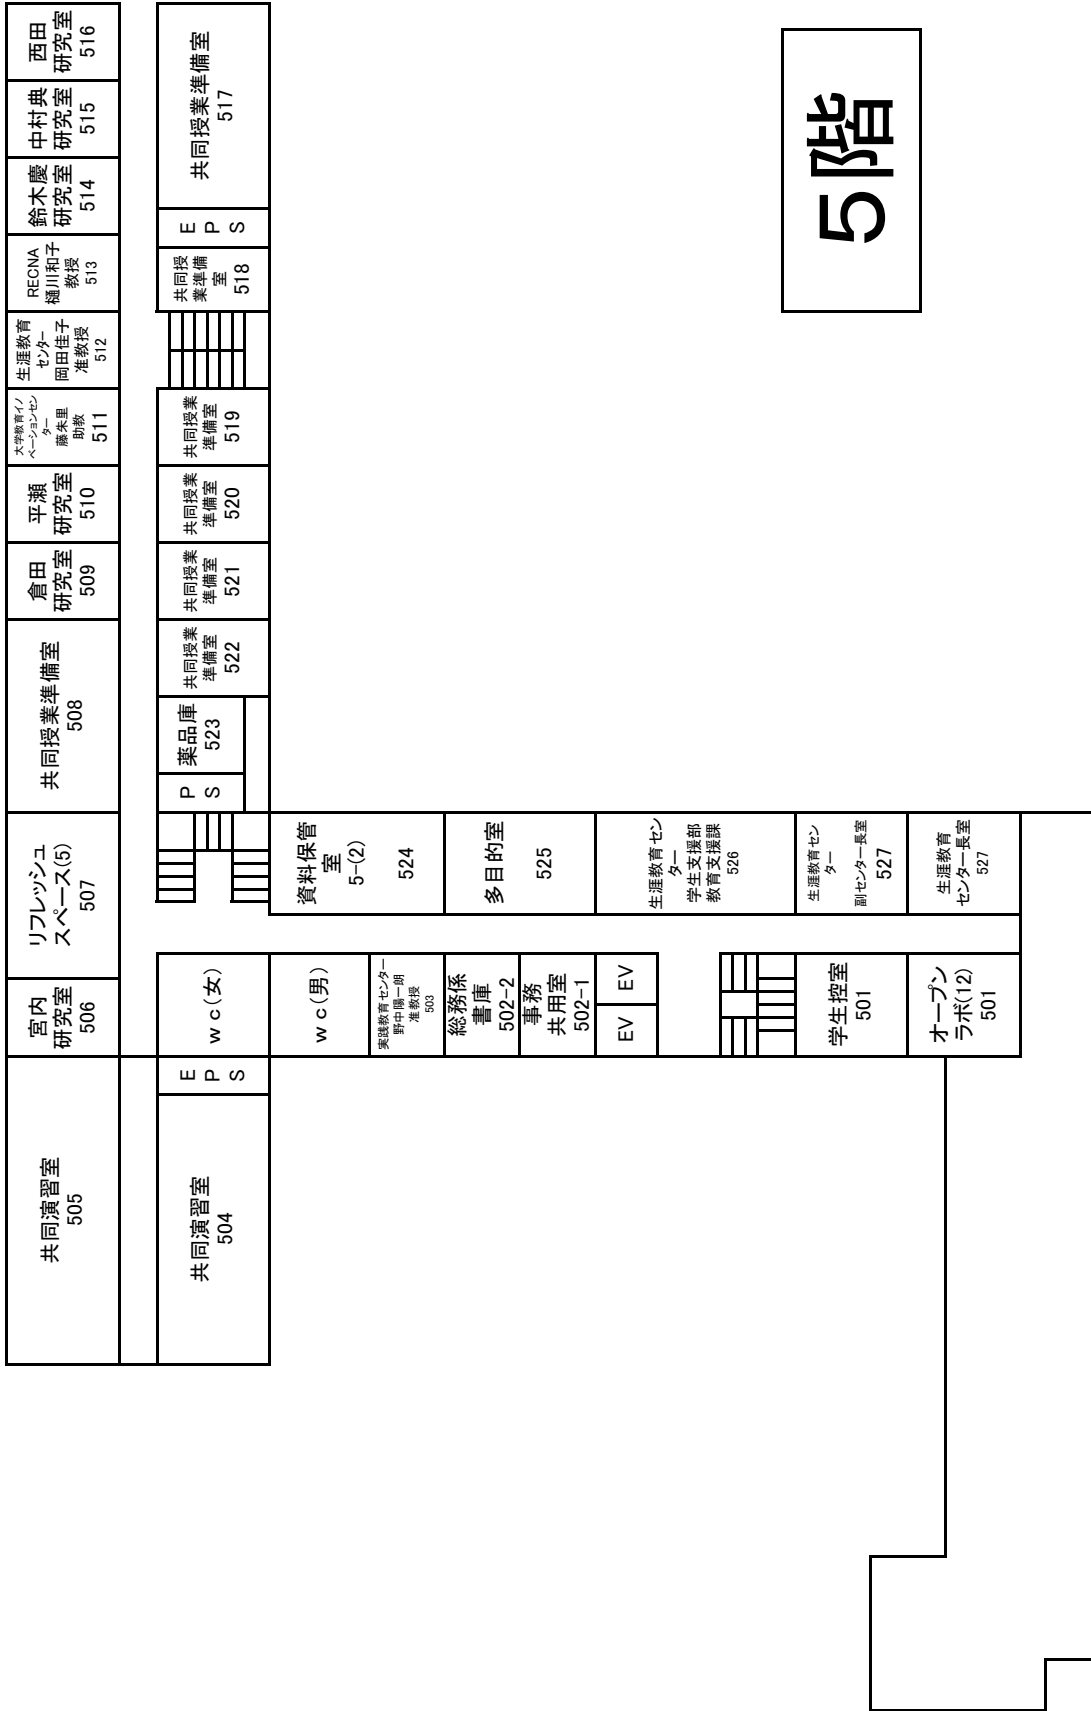 5階
西田
研究室
516
中村典
研究室
515
鈴木慶
研究室
514
RECNA
樋川和子
教授
513
生涯教育
センター
岡田佳子
准教授
512
大学教育イノ
ベーションセン
ター
藤朱里
助教
511
平瀬
研究室
510
倉田
研究室
509
共同授業準備室
508
リフレッシュ
スペース(5)
507
宮内
研究室
506
共同演習室
505
共同授業準備室
517
E
P
S
共同授
業準備
室
518
共同授業
準備室
519
共同授業
準備室
520
共同授業
準備室
521
共同授業
準備室
522
薬品庫
523
P
S
資料保管
室
5-(2)
524
多目的室
525
生涯教育セン
ター
学生支援部
教育支援課
526
生涯教育セン
ター
副センター長室
527
生涯教育
センター長室
527
wc(女)
wc(男)
実践教育センター
野中陽一朗
准教授
503
総務係
書庫
502-2
事務
共用室
502-1
EV
EV
学生控室
501
オープン
ラボ(12)
501
E
P
S
共同演習室
504